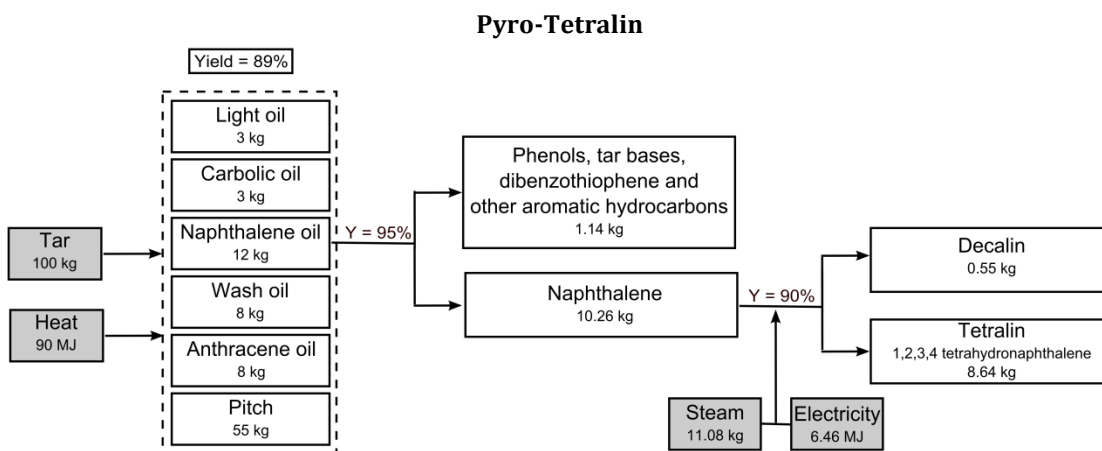 Pyro-Tetralin
Yield = 89%
Light oil
3 kg
Carbolic oil
3 kg
Naphthalene oil
12 kg
Wash oil
8 kg
Anthracene oil
8 kg
Pitch
55 kg
Tar
100 kg
Heat
90 MJ
Y = 95%
Phenols, tar bases,
dibenzothiophene and
other aromatic hydrocarbons
1.14 kg
Naphthalene
10.26 kg
Y = 90%
Steam
11.08 kg
Electricity
6.46 MJ
Decalin
0.55 kg
Tetralin
1,2,3,4 tetrahydronaphthalene
8.64 kg